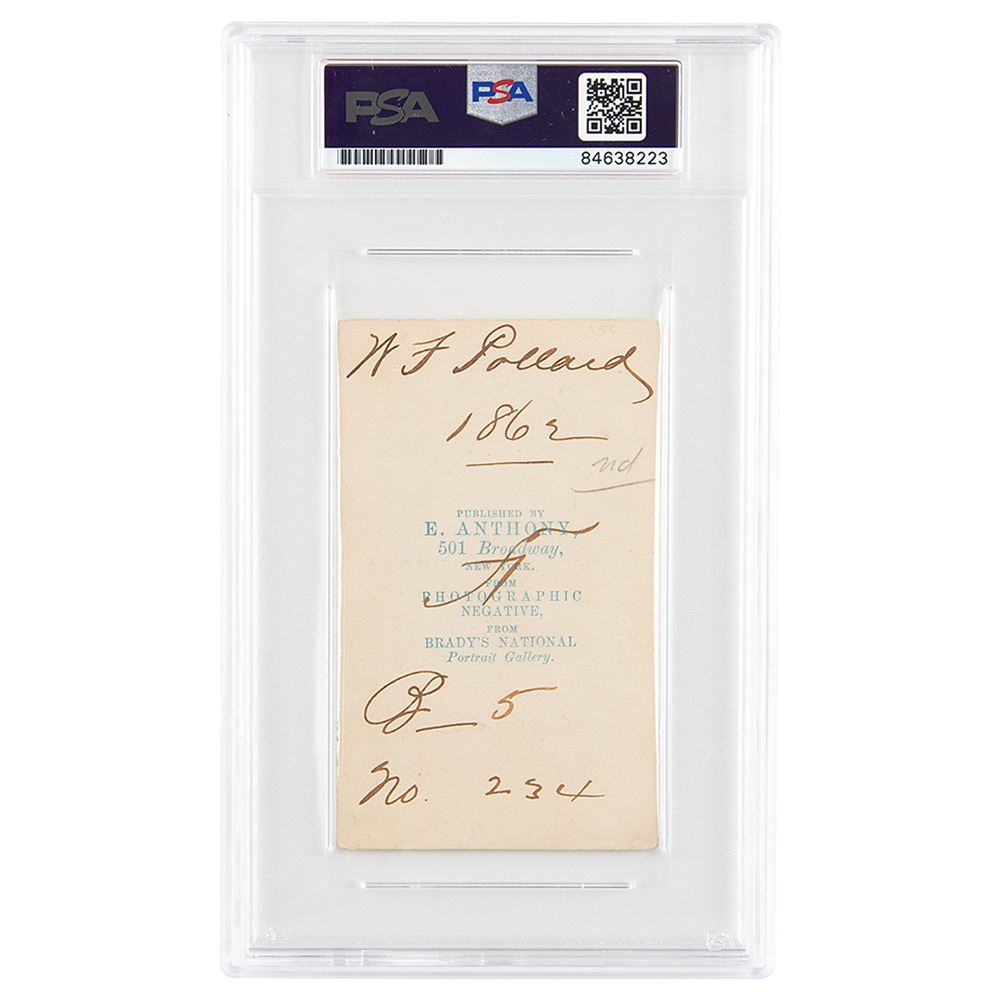 PSA
PSA
84638223
W F Pollard
1862
nd
PUBLISHED BY
E. ANTHONY,
501 Broadway,
NEW YORK.
FROM
PHOTOGRAPHIC
NEGATIVE,
FROM
BRADY'S NATIONAL
Portrait Gallery.
B 5
No. 234